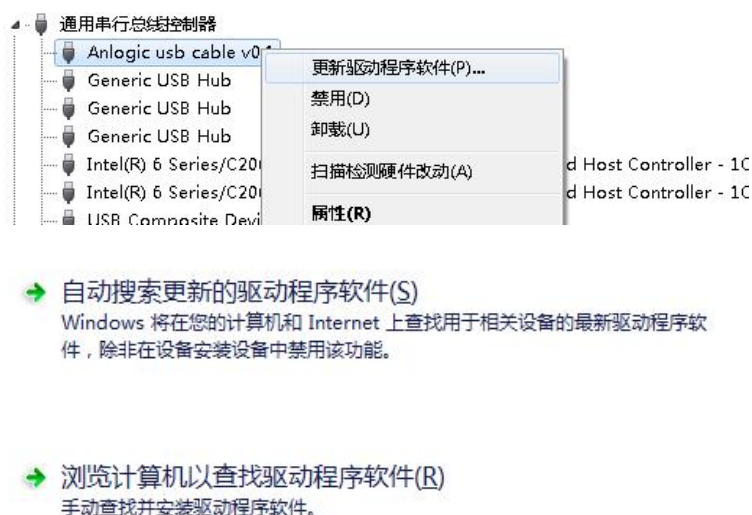 通用串行总线控制器
Anlogic usb cable v0.1
更新驱动程序软件(P)...
Generic USB Hub
禁用(D)
Generic USB Hub
卸载(U)
Generic USB Hub
Intel(R) 6 Series/C20
扫描检测硬件改动(A)
d Host Controller - 1C
Intel(R) 6 Series/C20
d Host Controller - 1C
属性(R)
USB Composite Devi
自动搜索更新的驱动程序软件(S)
Windows 将在您的计算机和 Internet 上查找用于相关设备的最新驱动程序软
件，除非在设备安装设备中禁用该功能。
浏览计算机以查找驱动程序软件(R)
手动查找并安装驱动程序软件。